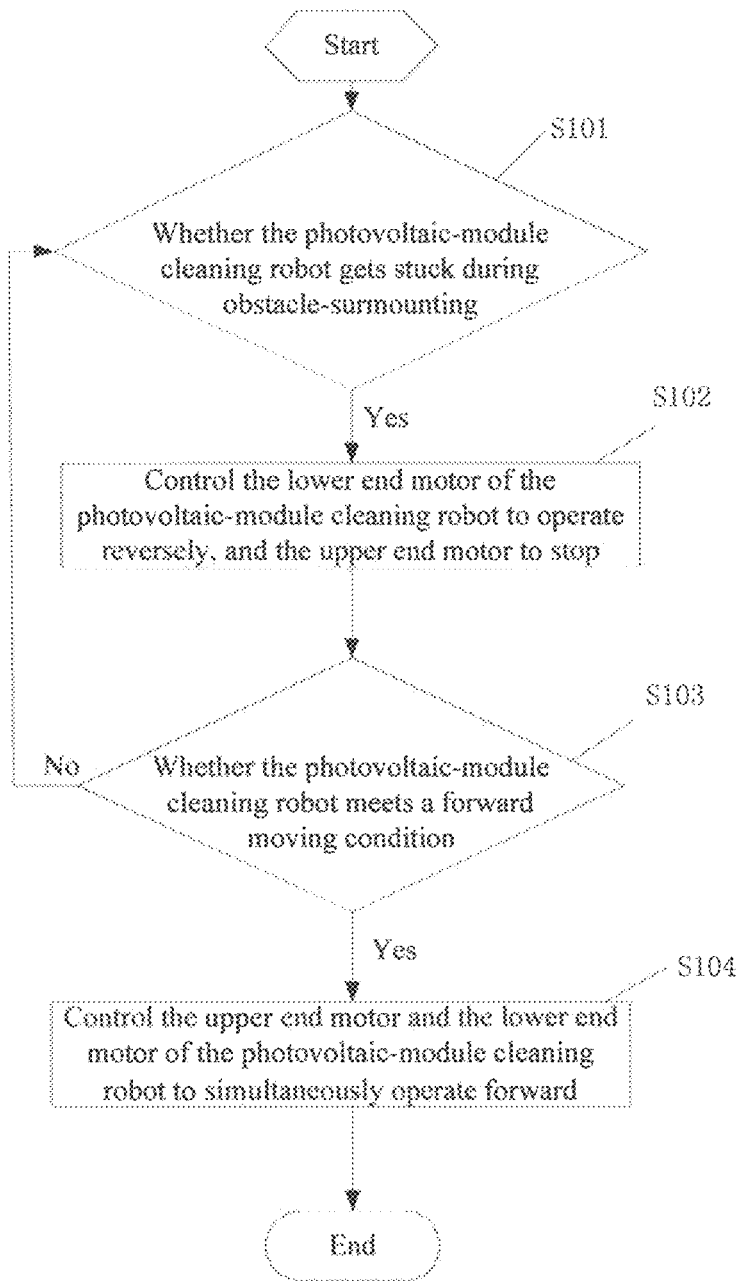 Start
S101
Whether the photovoltaic-module
cleaning robot gets stuck during
obstacle-surmounting
Yes
S102
Control the lower end motor of the
photovoltaic-module cleaning robot to operate
reversely, and the upper end motor to stop
S103
No
Whether the photovoltaic-module
cleaning robot meets a forward
moving condition
Yes
S104
Control the upper end motor and the lower end
motor of the photovoltaic-module cleaning
robot to simultaneously operate forward
End